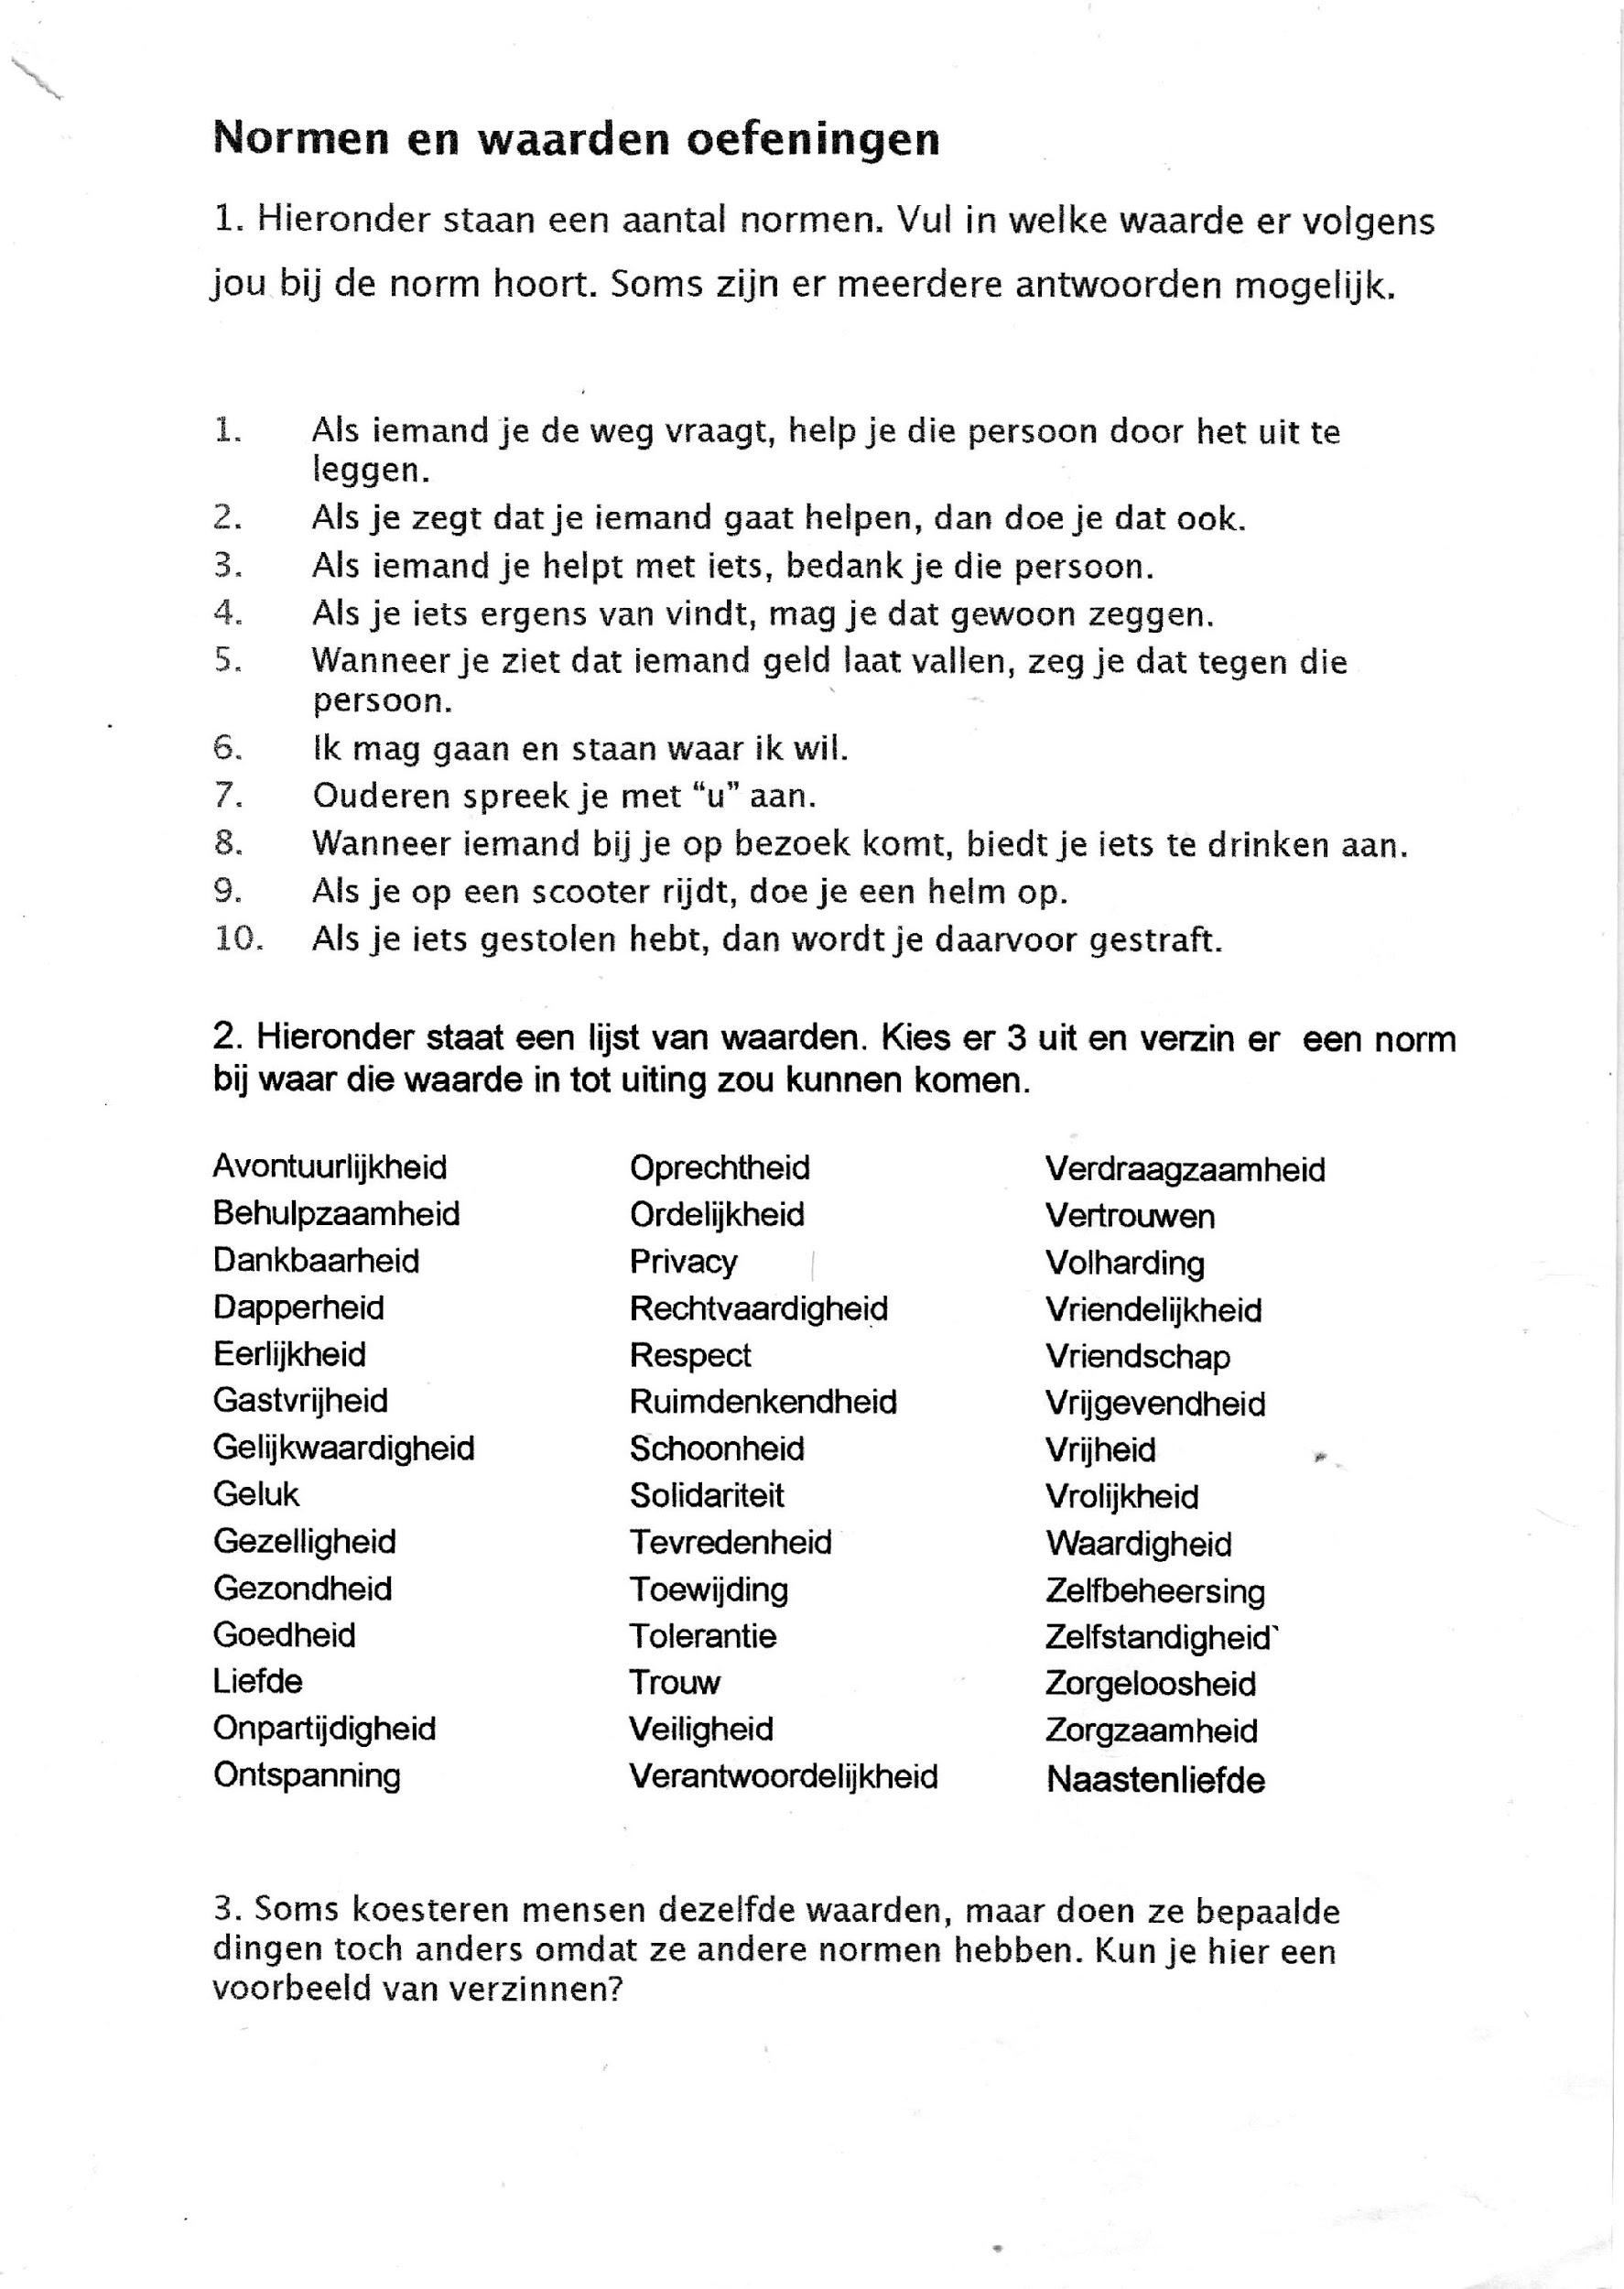 Normen en waarden oefeningen
1. Hieronder staan een aantal normen. Vul in welke waarde er volgens
jou bij de norm hoort. Soms zijn er meerdere antwoorden mogelijk.
1. Als iemand je de weg vraagt, help je die persoon door het uit te
leggen.
2. Als je zegt dat je iemand gaat helpen, dan doe je dat ook.
3. Als iemand je helpt met iets, bedank je die persoon.
4. Als je iets ergens van vindt, mag je dat gewoon zeggen.
5. Wanneer je ziet dat iemand geld laat vallen, zeg je dat tegen die
persoon.
6. Ik mag gaan en staan waar ik wil.
7. Ouderen spreek je met “u” aan.
8. Wanneer iemand bij je op bezoek komt, biedt je iets te drinken aan.
9. Als je op een scooter rijdt, doe je een helm op.
10. Als je iets gestolen hebt, dan wordt je daarvoor gestraft.
2. Hieronder staat een lijst van waarden. Kies er 3 uit en verzin er een norm
bij waar die waarde in tot uiting zou kunnen komen.
Avontuurlijkheid Oprechtheid Verdraagzaamheid
Behulpzaamheid Ordelijkheid Vertrouwen
Dankbaarheid Privacy Volharding
Dapperheid Rechtvaardigheid Vriendelijkheid
Eerlijkheid Respect Vriendschap
Gastvrijheid Ruimdenkendheid Vrijgevendheid
Gelijkwaardigheid Schoonheid Vrijheid
Geluk Solidariteit Vrolijkheid
Gezelligheid Tevredenheid Waardigheid
Gezondheid Toewijding Zelfbeheersing
Goedheid Tolerantie Zelfstandigheid`
Liefde Trouw Zorgeloosheid
Onpartijdigheid Veiligheid Zorgzaamheid
Ontspanning Verantwoordelijkheid Naastenliefde
3. Soms koesteren mensen dezelfde waarden, maar doen ze bepaalde
dingen toch anders omdat ze andere normen hebben. Kun je hier een
voorbeeld van verzinnen?